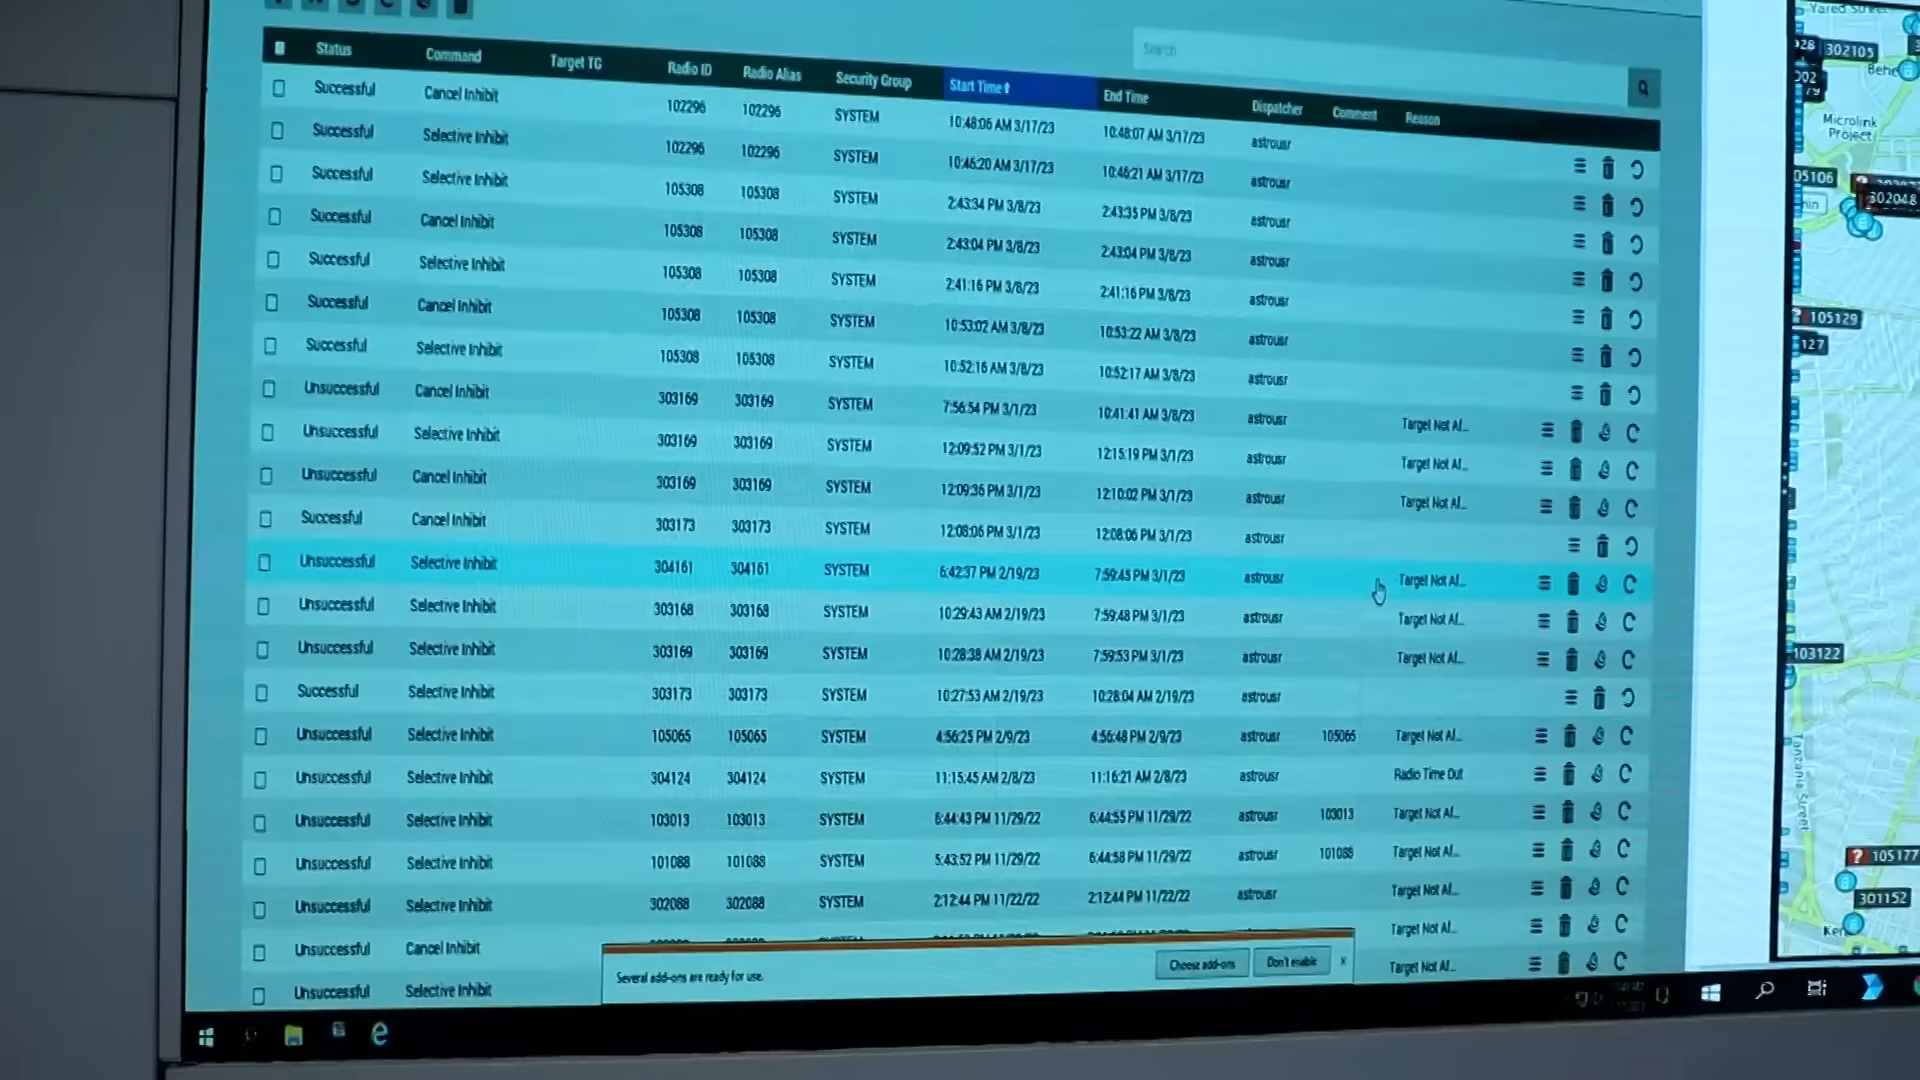 Search
Status Command Target TG Radio ID Radio Alias Security Group Start Time End Time Dispatcher Comment Reason
Successful Cancel Inhibit 102296 102296 SYSTEM 10:48:06 AM 3/17/23 10:48:07 AM 3/17/23 astrousr
Successful Selective Inhibit 102296 102296 SYSTEM 10:46:20 AM 3/17/23 10:46:21 AM 3/17/23 astrousr
Successful Selective Inhibit 105308 105308 SYSTEM 2:43:34 PM 3/8/23 2:43:35 PM 3/8/23 astrousr
Successful Cancel Inhibit 105308 105308 SYSTEM 2:43:04 PM 3/8/23 2:43:04 PM 3/8/23 astrousr
Successful Selective Inhibit 105308 105308 SYSTEM 2:41:16 PM 3/8/23 2:41:16 PM 3/8/23 astrousr
Successful Cancel Inhibit 105308 105308 SYSTEM 10:53:02 AM 3/8/23 10:53:22 AM 3/8/23 astrousr
Successful Selective Inhibit 105308 105308 SYSTEM 10:52:16 AM 3/8/23 10:52:17 AM 3/8/23 astrousr
Unsuccessful Cancel Inhibit 303169 303169 SYSTEM 7:56:54 PM 3/1/23 10:41:41 AM 3/8/23 astrousr Target Not Af...
Unsuccessful Selective Inhibit 303169 303169 SYSTEM 12:09:52 PM 3/1/23 12:15:19 PM 3/1/23 astrousr Target Not Af...
Unsuccessful Cancel Inhibit 303169 303169 SYSTEM 12:09:36 PM 3/1/23 12:10:02 PM 3/1/23 astrousr Target Not Af...
Successful Cancel Inhibit 303173 303173 SYSTEM 12:08:06 PM 3/1/23 12:08:06 PM 3/1/23 astrousr
Unsuccessful Selective Inhibit 304161 304161 SYSTEM 6:42:37 PM 2/19/23 7:59:45 PM 3/1/23 astrousr Target Not Af...
Unsuccessful Selective Inhibit 303168 303168 SYSTEM 10:29:43 AM 2/19/23 7:59:48 PM 3/1/23 astrousr Target Not Af...
Unsuccessful Selective Inhibit 303169 303169 SYSTEM 10:28:38 AM 2/19/23 7:59:53 PM 3/1/23 astrousr Target Not Af...
Successful Selective Inhibit 303173 303173 SYSTEM 10:27:53 AM 2/19/23 10:28:04 AM 2/19/23 astrousr
Unsuccessful Selective Inhibit 105065 105065 SYSTEM 4:56:25 PM 2/9/23 4:56:48 PM 2/9/23 astrousr 105065 Target Not Af...
Unsuccessful Selective Inhibit 304124 304124 SYSTEM 11:15:45 AM 2/8/23 11:16:21 AM 2/8/23 astrousr Radio Time Out
Unsuccessful Selective Inhibit 103013 103013 SYSTEM 6:44:43 PM 11/29/22 6:44:55 PM 11/29/22 astrousr 103013 Target Not Af...
Unsuccessful Selective Inhibit 101088 101088 SYSTEM 5:43:52 PM 11/29/22 6:44:58 PM 11/29/22 astrousr 101088 Target Not Af...
Unsuccessful Selective Inhibit 302088 302088 SYSTEM 2:12:44 PM 11/22/22 2:12:44 PM 11/22/22 astrousr Target Not Af...
Unsuccessful Cancel Inhibit Target Not Af...
Unsuccessful Selective Inhibit Target Not Af...
Several add-ons are ready for use. Choose add-ons Don't enable x
Yared Street
928 302105
Behe
002
79
Microlink
Project
05106
302048
105129
127
103122
Tanzania Street
105177
301152
Ken